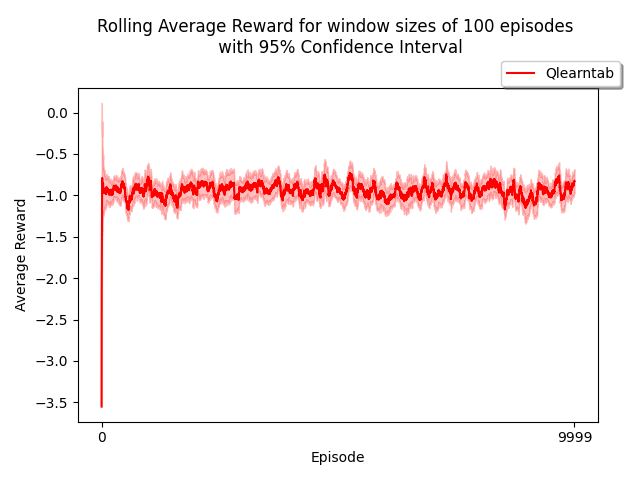 Rolling Average Reward for window sizes of 100 episodes
with 95% Confidence Interval
Qlearntab
0.0
−0.5
−1.0
−1.5
−2.0
−2.5
−3.0
−3.5
Average Reward
0
9999
Episode